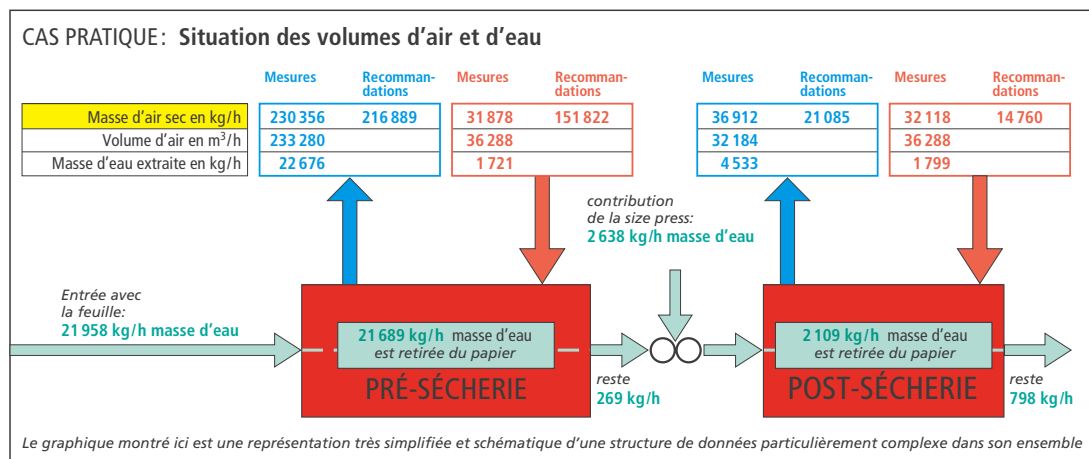 CAS PRATIQUE: Situation des volumes d'air et d'eau
Mesures Recomman-dations Mesures Recomman-dations Mesures Recomman-dations Mesures Recomman-dations
Masse d'air sec en kg/h 230 356 216 889 31 878 151 822 36 912 21 085 32 118 14 760
Volume d'air en m³/h 233 280 36 288 32 184 36 288
Masse d'eau extraite en kg/h 22 676 1 721 4 533 1 799
contribution
de la size press:
2 638 kg/h masse d'eau
Entrée avec
la feuille:
21 958 kg/h masse d'eau
21 689 kg/h masse d'eau
est retirée du papier
PRÉ-SÉCHERIE
reste
269 kg/h
2 109 kg/h masse d'eau
est retirée du papier
POST-SÉCHERIE
reste
798 kg/h
Le graphique montré ici est une représentation très simplifiée et schématique d'une structure de données particulièrement complexe dans son ensemble